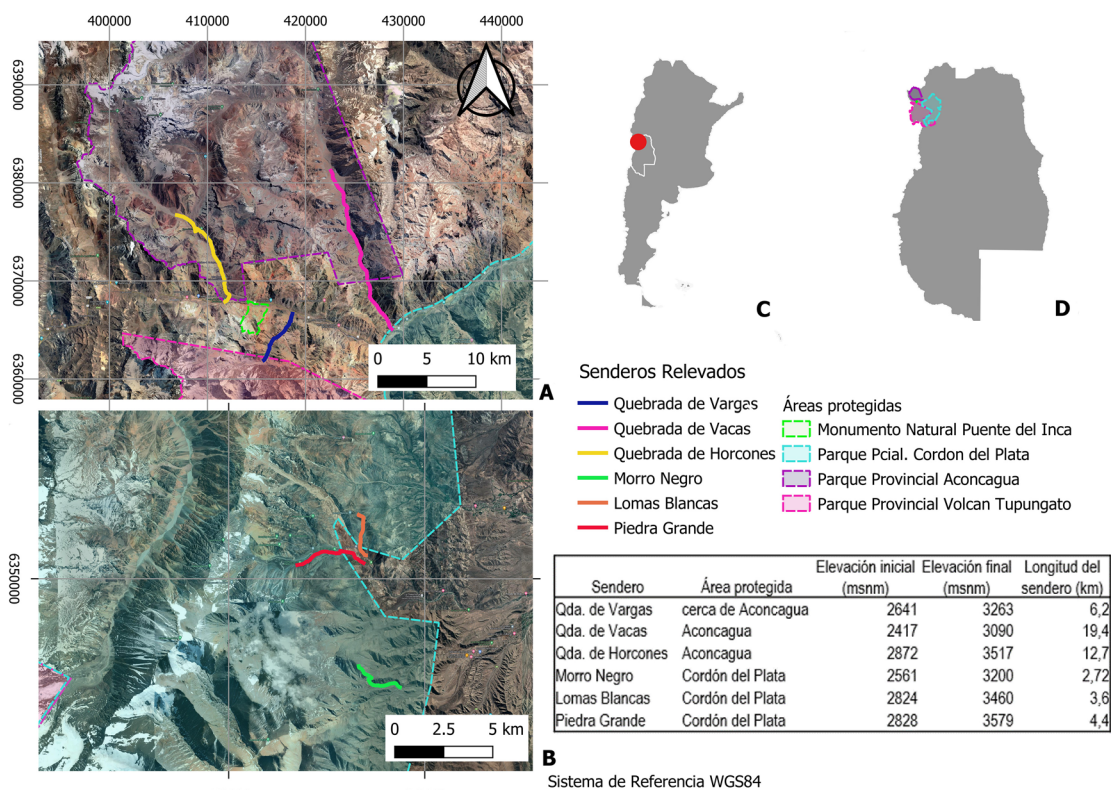 400000 410000 420000 430000 440000
6390000
6380000
6370000
6360000
0 5 10 km
A
6350000
0 2.5 5 km
B
C
D
Senderos Relevados
Quebrada de Vargas
Quebrada de Vacas
Quebrada de Horcones
Morro Negro
Lomas Blancas
Piedra Grande
Áreas protegidas
Monumento Natural Puente del Inca
Parque Pcial. Cordon del Plata
Parque Provincial Aconcagua
Parque Provincial Volcan Tupungato
Sendero Área protegida Elevación inicial (msnm) Elevación final (msnm) Longitud del sendero (km)
Qda. de Vargas cerca de Aconcagua 2641 3263 6,2
Qda. de Vacas Aconcagua 2417 3090 19,4
Qda. de Horcones Aconcagua 2872 3517 12,7
Morro Negro Cordón del Plata 2561 3200 2,72
Lomas Blancas Cordón del Plata 2824 3460 3,6
Piedra Grande Cordón del Plata 2828 3579 4,4
Sistema de Referencia WGS84